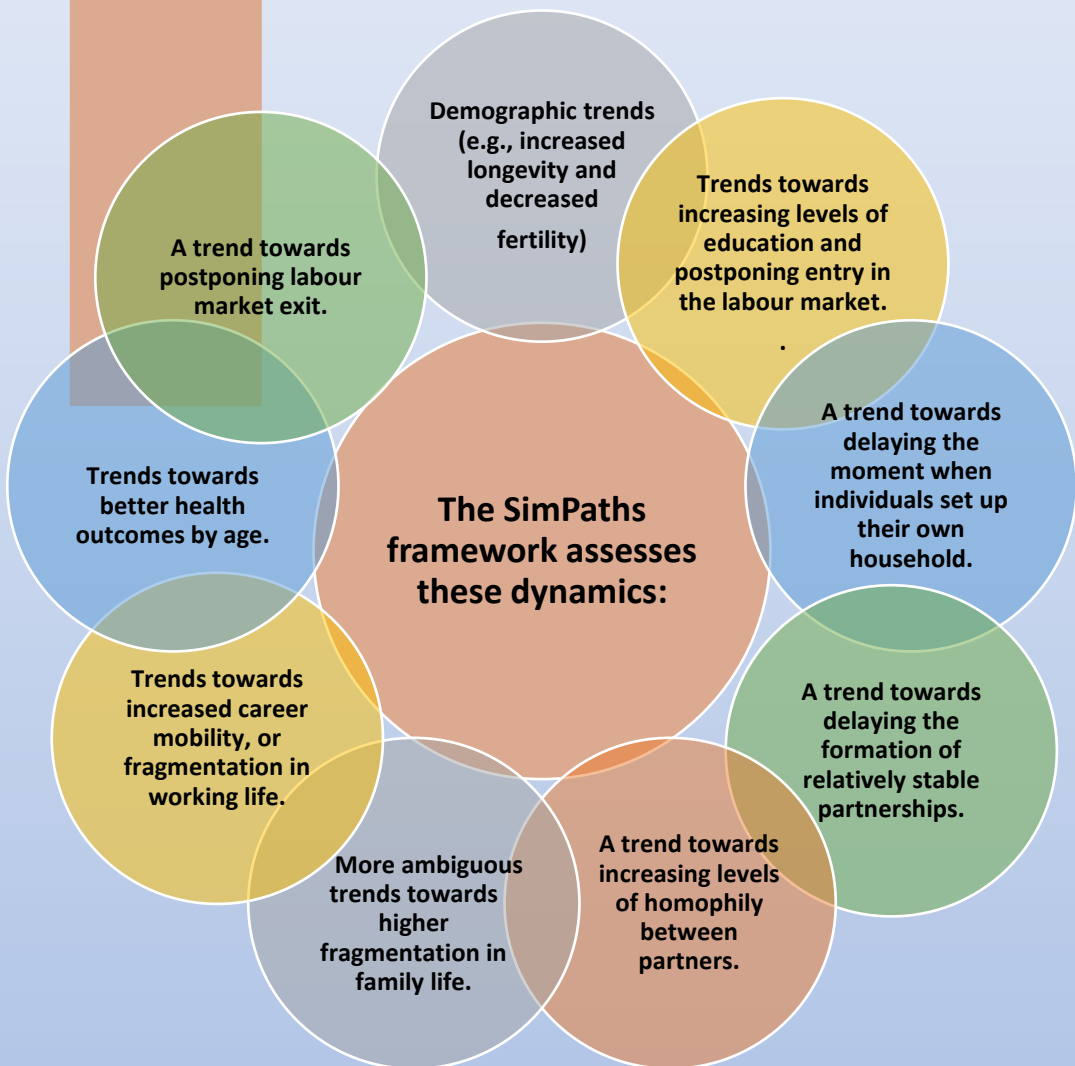 The SimPaths
framework assesses
these dynamics:
Demographic trends
(e.g., increased
longevity and
decreased
fertility)
Trends towards
increasing levels of
education and
postponing entry in
the labour market.
.
A trend towards
delaying the
moment when
individuals set up
their own
household.
A trend towards
delaying the
formation of
relatively stable
partnerships.
A trend towards
increasing levels
of homophily
between
partners.
More ambiguous
trends towards
higher
fragmentation in
family life.
Trends towards
increased career
mobility, or
fragmentation in
working life.
Trends towards
better health
outcomes by age.
A trend towards
postponing labour
market exit.